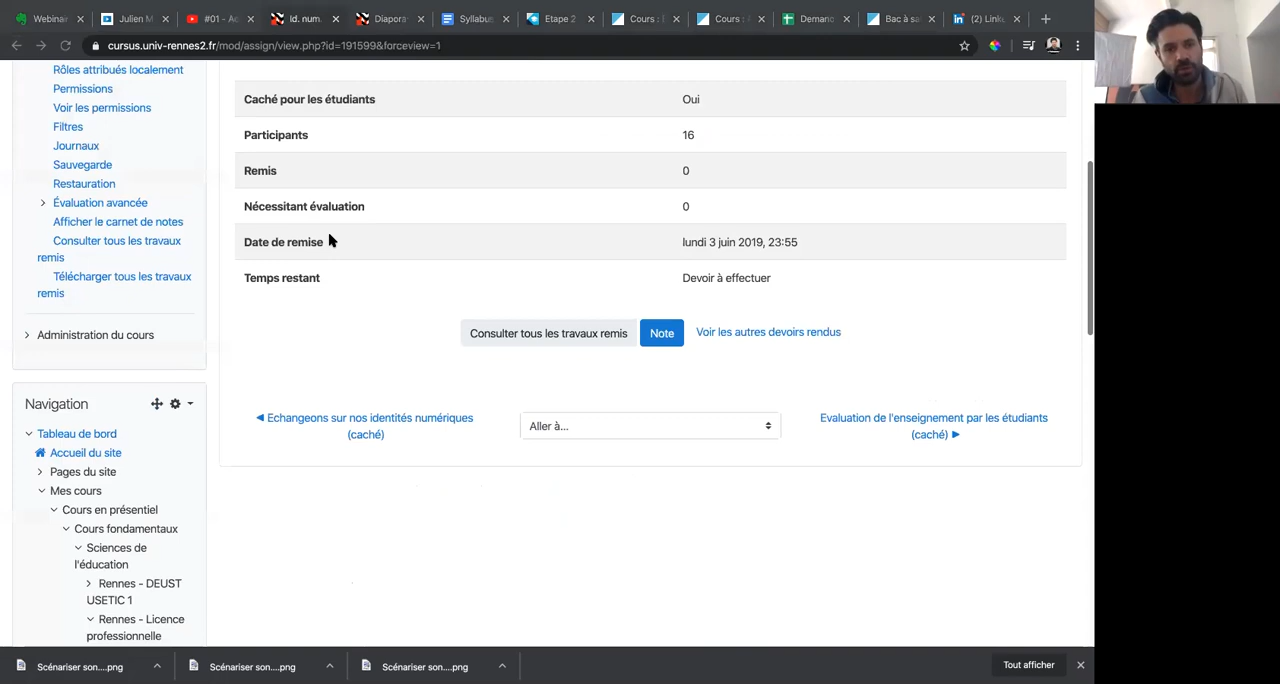 Webinar
Julien M
#01 - Ac
Id. num.
Diapora
Syllabus
Etape 2
Cours :
Cours :
Deman
Bac à sa
(2) Link
cursus.univ-rennes2.fr/mod/assign/view.php?id=191599&forceview=1
Rôles attribués localement
Permissions
Voir les permissions
Filtres
Journaux
Sauvegarde
Restauration
Évaluation avancée
Afficher le carnet de notes
Consulter tous les travaux
remis
Télécharger tous les travaux
remis
Administration du cours
Navigation
Tableau de bord
Accueil du site
Pages du site
Mes cours
Cours en présentiel
Cours fondamentaux
Sciences de
l'éducation
Rennes - DEUST
USETIC 1
Rennes - Licence
professionnelle
Caché pour les étudiants Oui
Participants 16
Remis 0
Nécessitant évaluation 0
Date de remise lundi 3 juin 2019, 23:55
Temps restant Devoir à effectuer
Consulter tous les travaux remis
Note
Voir les autres devoirs rendus
◀ Echangeons sur nos identités numériques
(caché)
Aller à...
Evaluation de l'enseignement par les étudiants
(caché) ▶
Scénariser son....png
Scénariser son....png
Scénariser son....png
Tout afficher